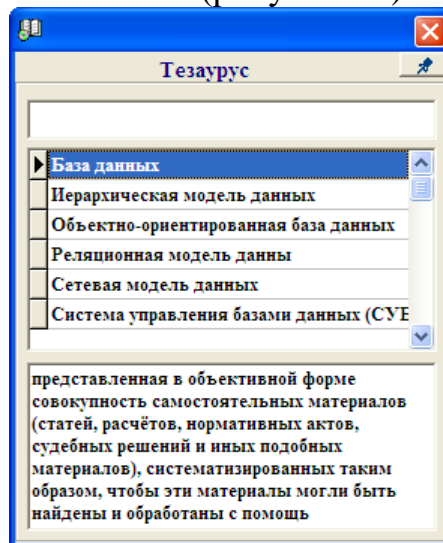 Тезаурус
База данных
Иерархическая модель данных
Объектно-ориентированная база данных
Реляционная модель данны
Сетевая модель данных
Система управления базами данных (СУБ
представленная в объективной форме
совокупность самостоятельных материалов
(статей, расчётов, нормативных актов,
судебных решений и иных подобных
материалов), систематизированных таким
образом, чтобы эти материалы могли быть
найдены и обработаны с помощь